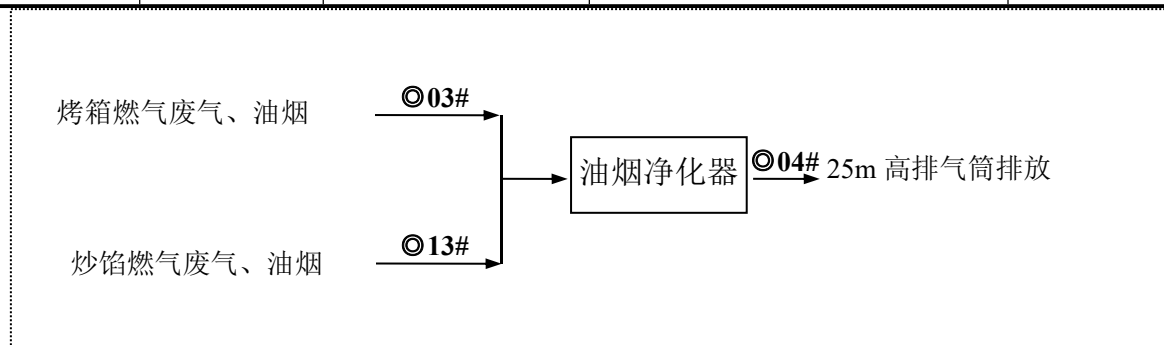 ◎03#
烤箱燃气废气、油烟
油烟净化器
◎04#
25m 高排气筒排放
◎13#
炒馅燃气废气、油烟